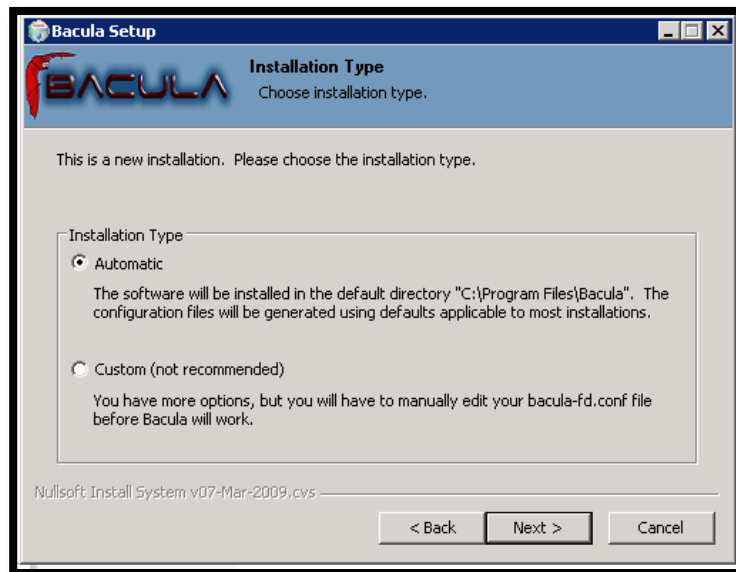 Bacula Setup
BACULA
Installation Type
Choose installation type.
This is a new installation. Please choose the installation type.
Installation Type
Automatic
The software will be installed in the default directory "C:\Program Files\Bacula". The
configuration files will be generated using defaults applicable to most installations.
Custom (not recommended)
You have more options, but you will have to manually edit your bacula-fd.conf file
before Bacula will work.
Nullsoft Install System v07-Mar-2009.cvs
< Back
Next >
Cancel